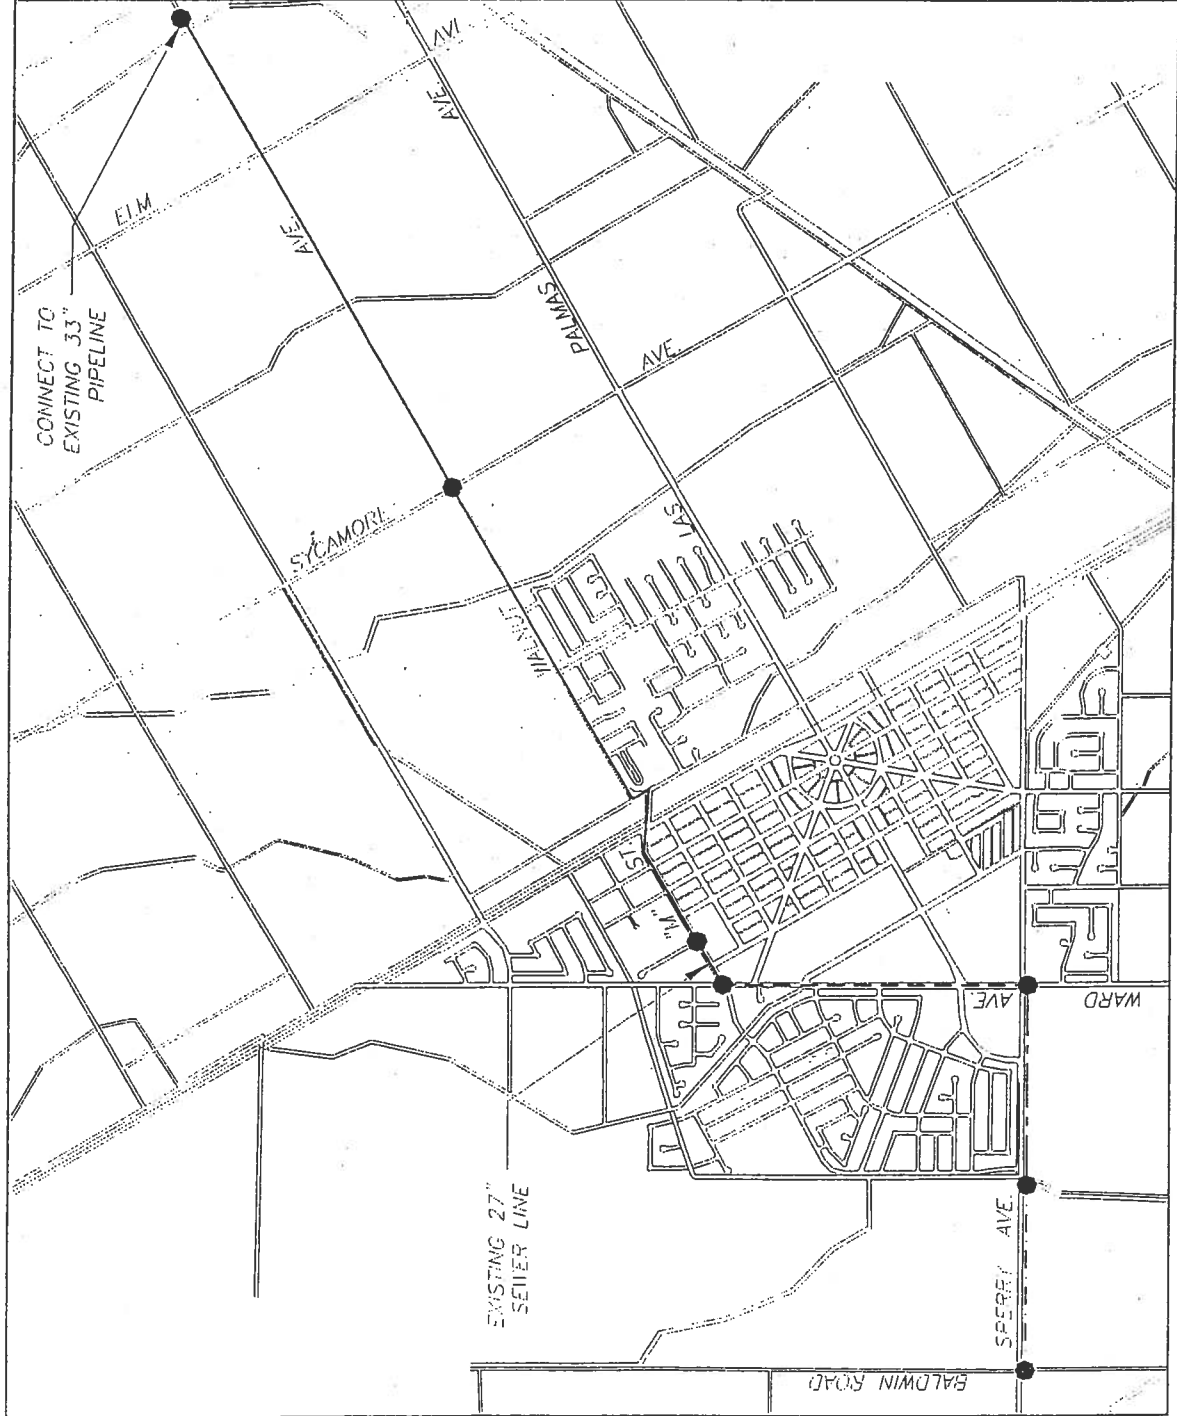 CONNECT TO
EXISTING 33"
PIPELINE
ELM
AVE.
AVE.
AVE.
PALMAS
LAS
AVE.
SYCAMORE
WALNUT
"M"
ST
EXISTING 27"
SEWER LINE
AVE.
WARD
SPERRY AVE.
BALDWIN ROAD